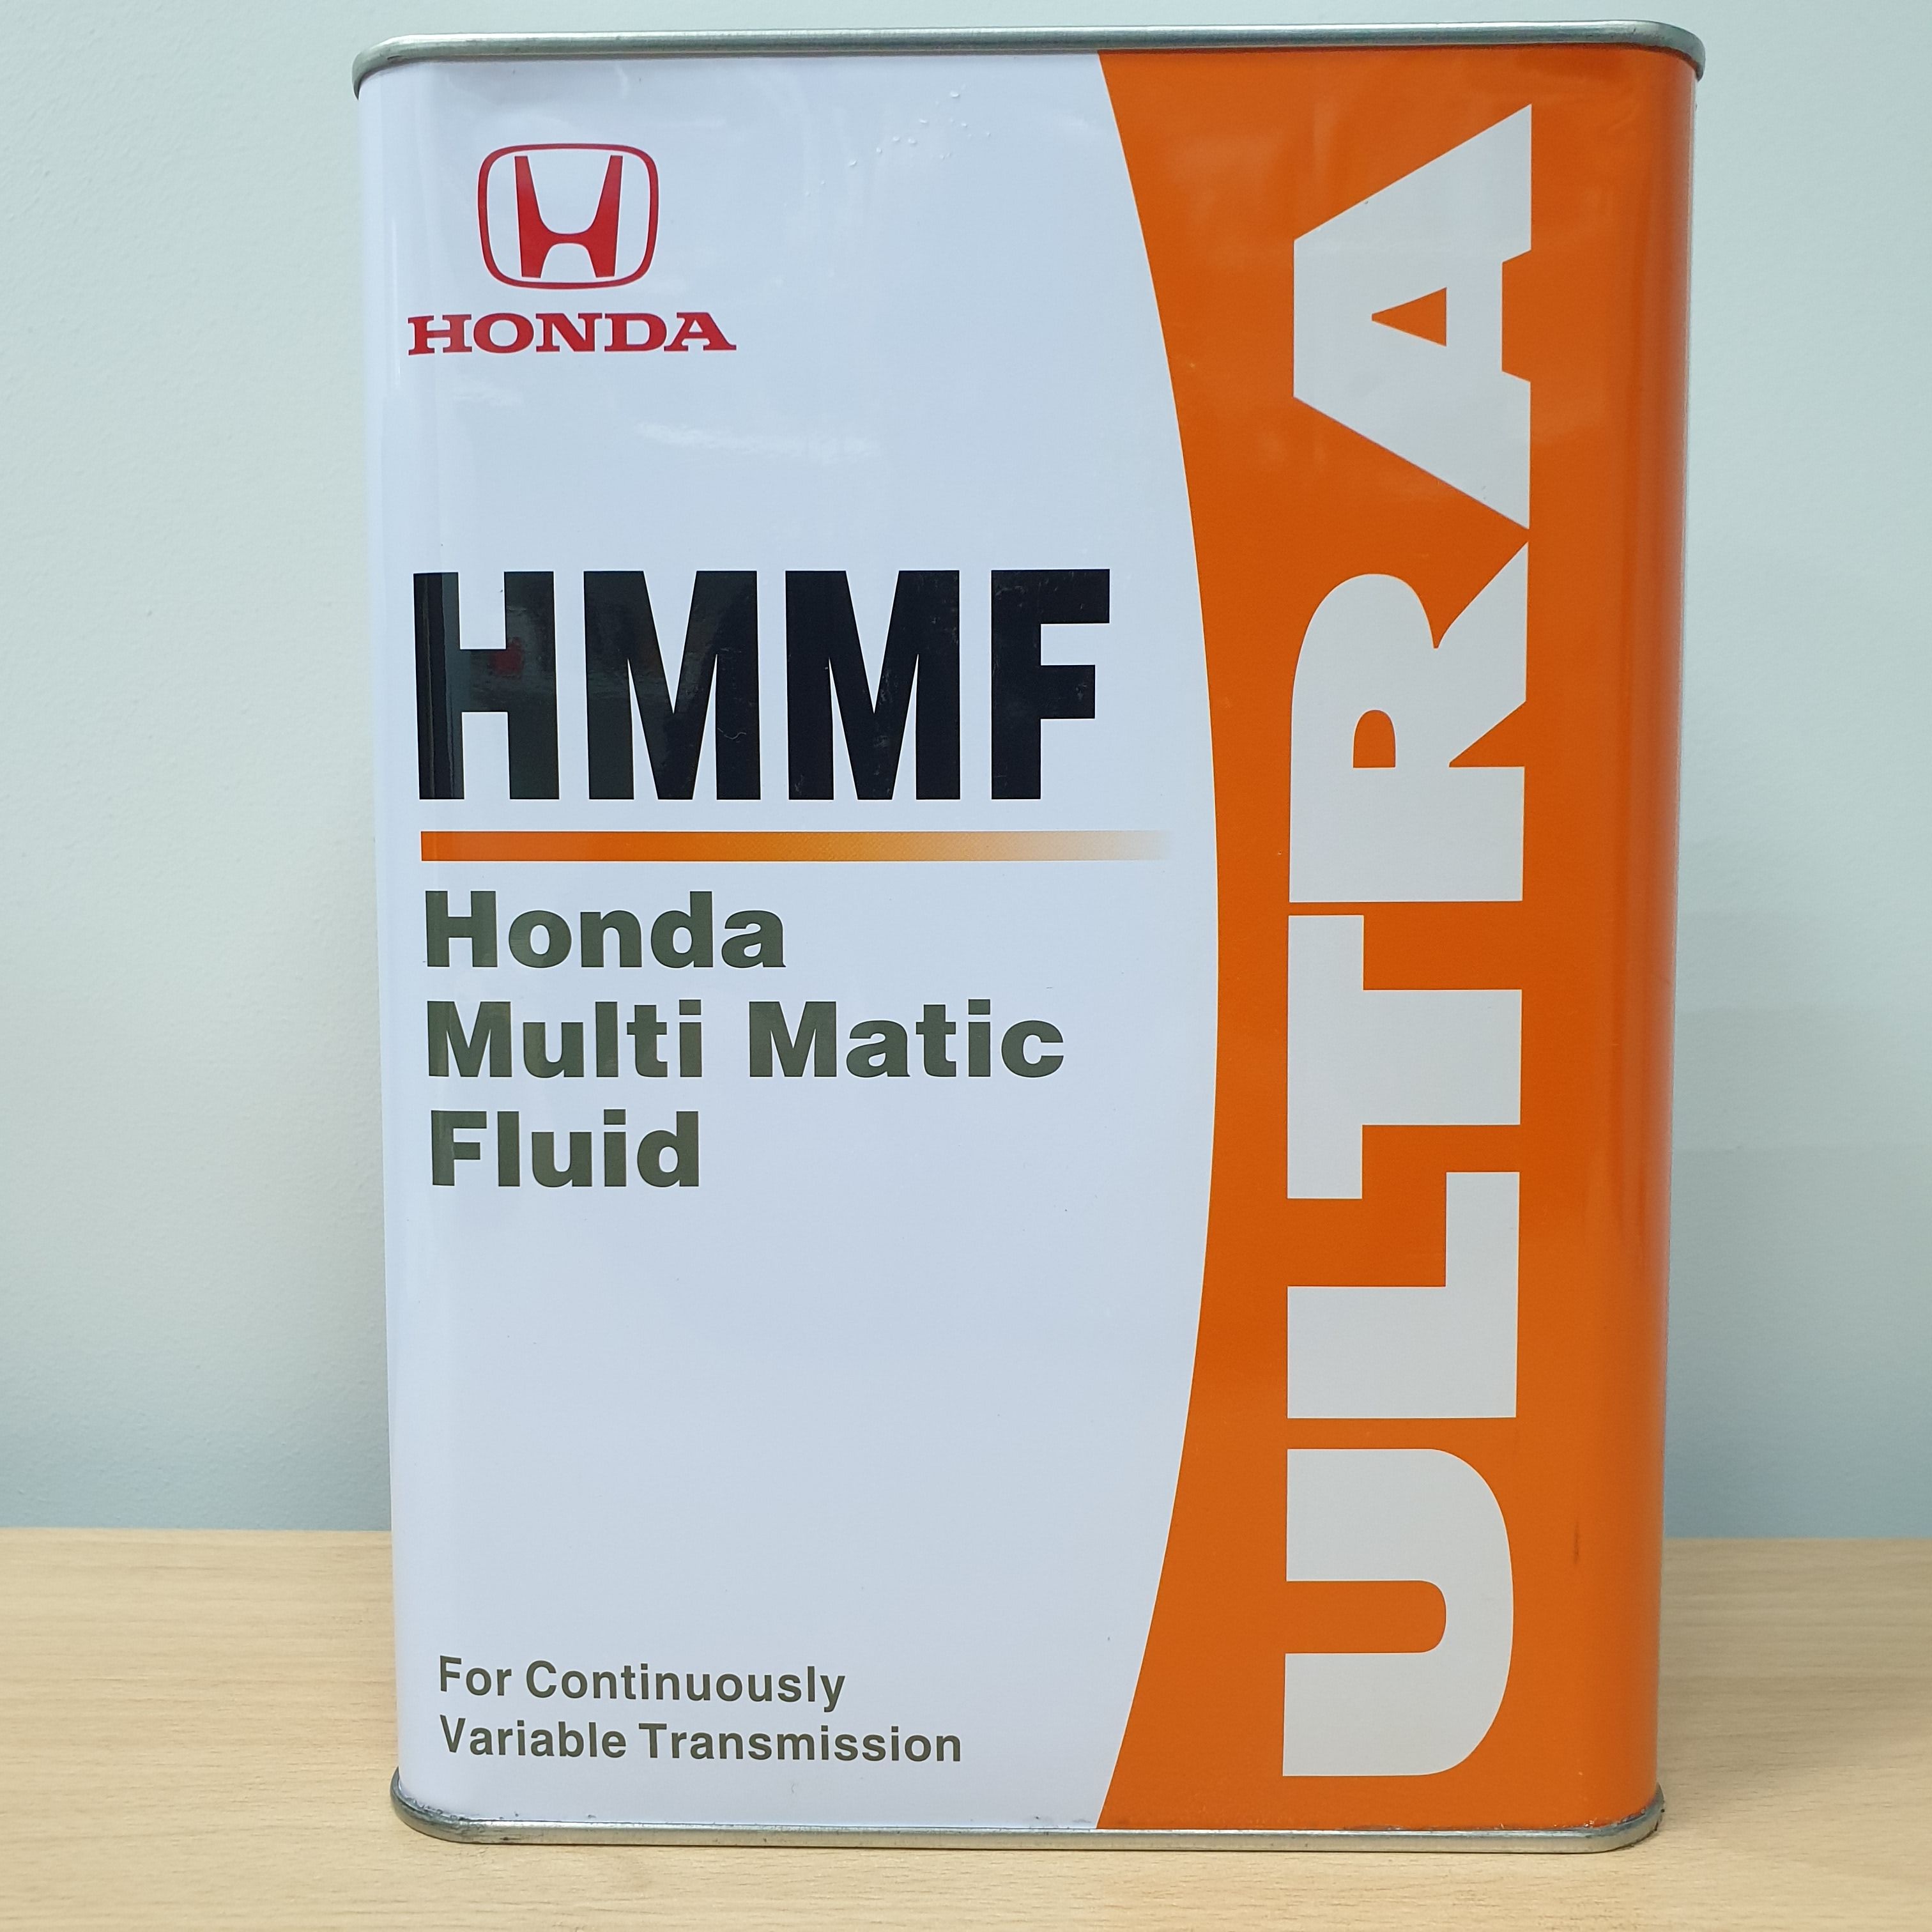 HONDA
HMMF
Honda
Multi Matic
Fluid
For Continuously
Variable Transmission
ULTRA